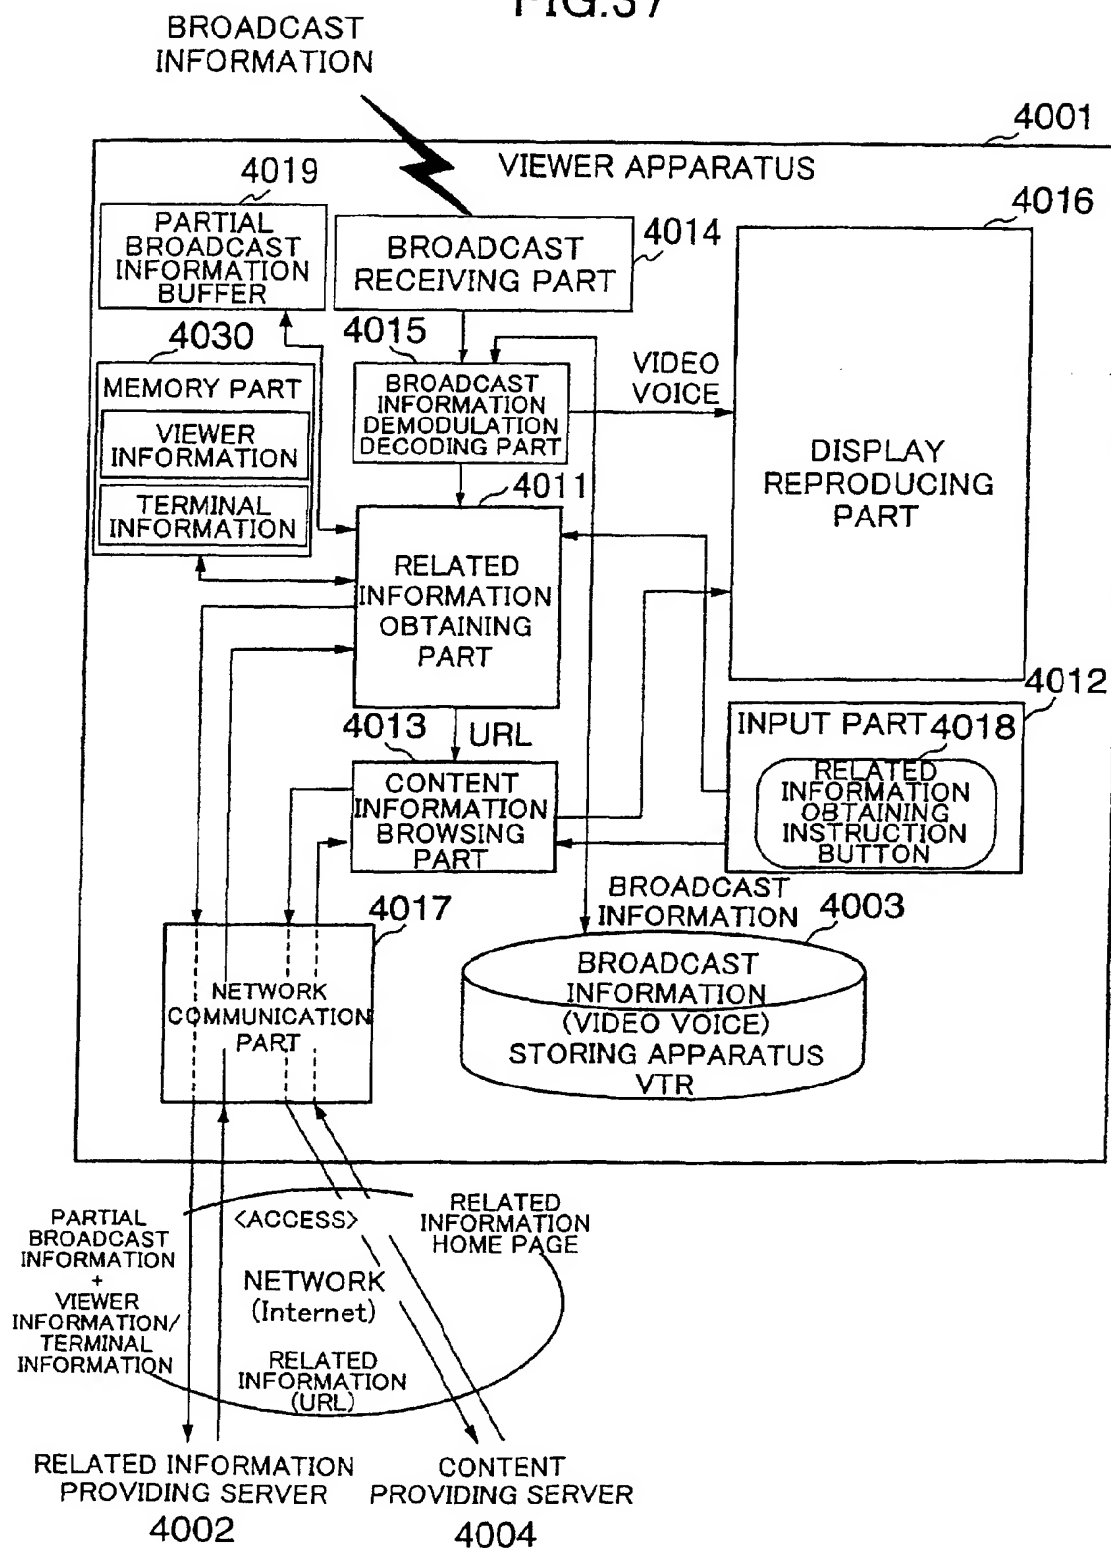 FIG.37
BROADCAST
INFORMATION
4001
VIEWER APPARATUS
4019
PARTIAL
BROADCAST
INFORMATION
BUFFER
BROADCAST
RECEIVING PART
4014
4016
4030
MEMORY PART
VIEWER
INFORMATION
TERMINAL
INFORMATION
4015
BROADCAST
INFORMATION
DEMODULATION
DECODING PART
VIDEO
VOICE
DISPLAY
REPRODUCING
PART
4011
RELATED
INFORMATION
OBTAINING
PART
4012
INPUT PART
4018
RELATED
INFORMATION
OBTAINING
INSTRUCTION
BUTTON
4013
URL
CONTENT
INFORMATION
BROWSING
PART
BROADCAST
INFORMATION
4003
BROADCAST
INFORMATION
(VIDEO VOICE)
STORING APPARATUS
VTR
4017
NETWORK
COMMUNICATION
PART
PARTIAL
BROADCAST
INFORMATION
+
VIEWER
INFORMATION/
TERMINAL
INFORMATION
<ACCESS>
RELATED
INFORMATION
HOME PAGE
NETWORK
(Internet)
RELATED
INFORMATION
(URL)
RELATED INFORMATION
PROVIDING SERVER
4002
CONTENT
PROVIDING SERVER
4004